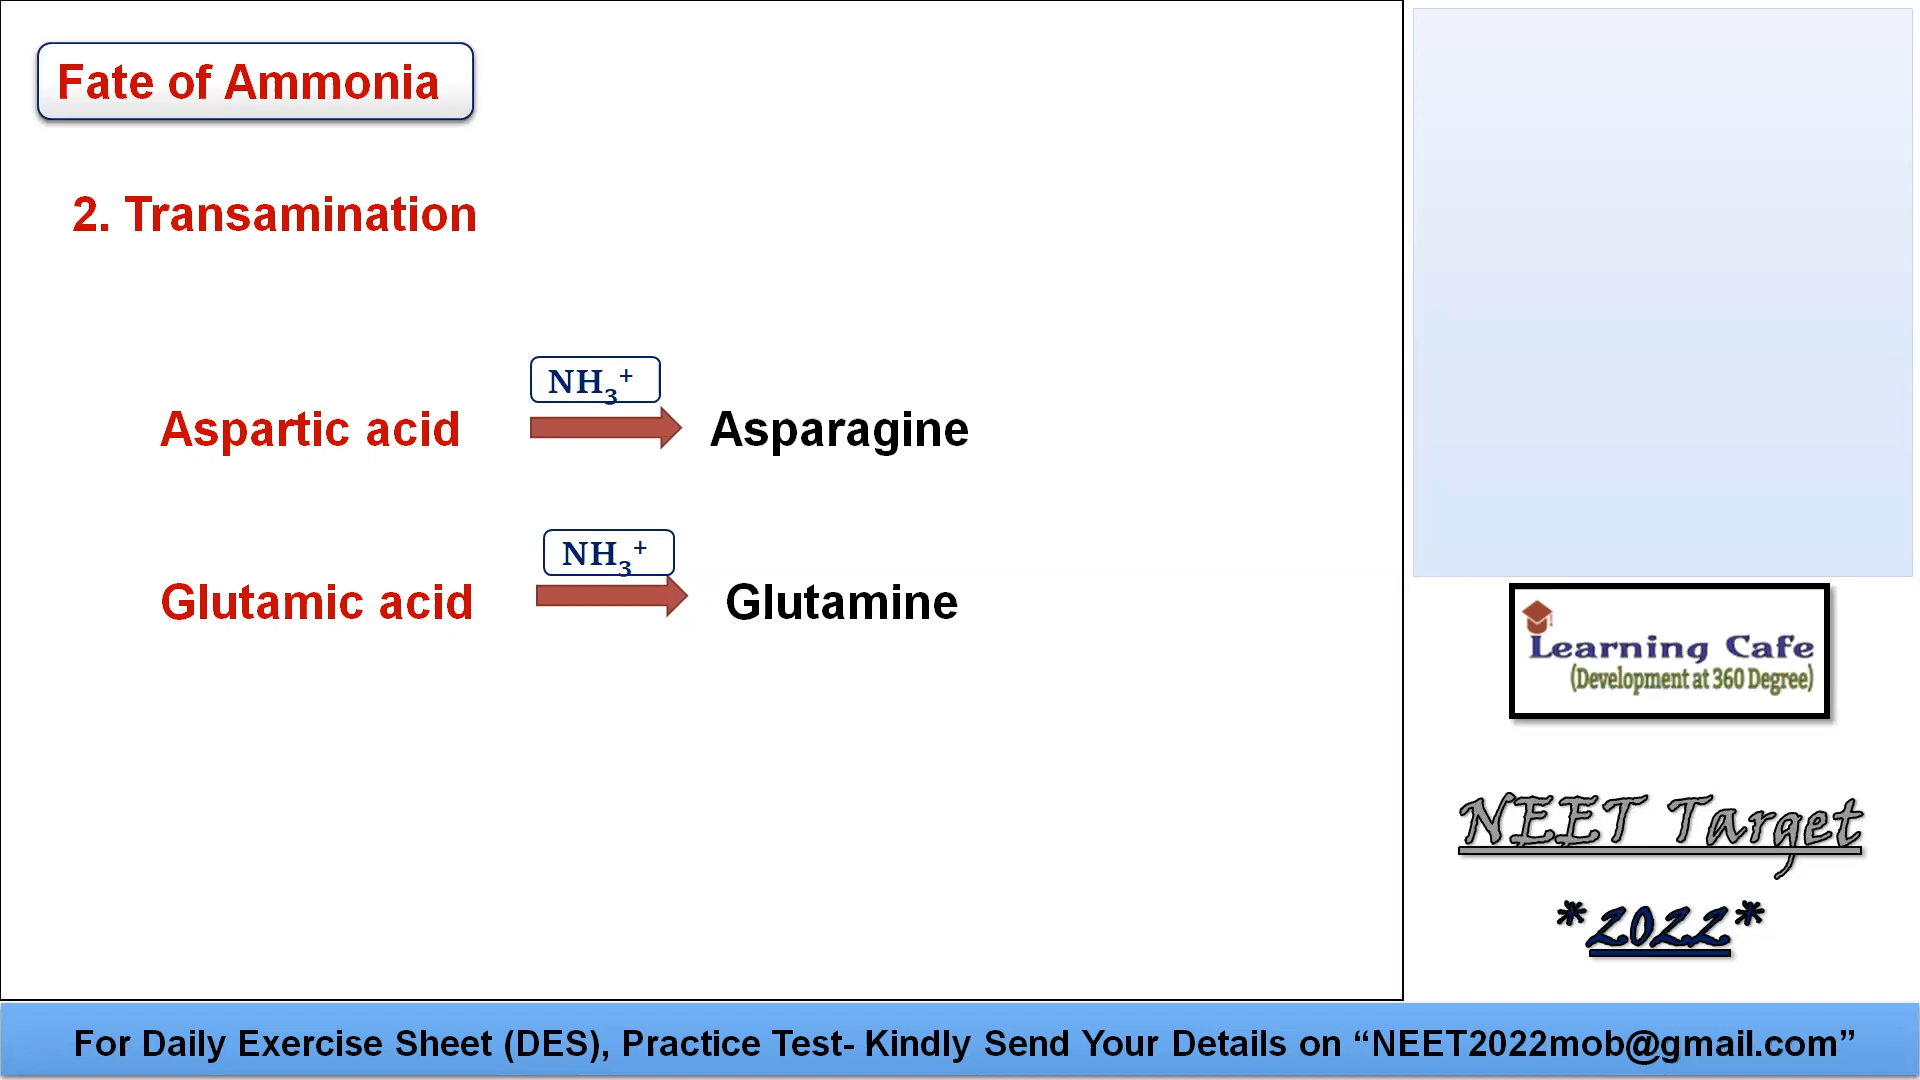 Fate of Ammonia
2. Transamination
NH₃⁺
Aspartic acid Asparagine
NH₃⁺
Glutamic acid Glutamine
Learning Cafe
(Development at 360 Degree)
NEET Target
*2022*
For Daily Exercise Sheet (DES), Practice Test- Kindly Send Your Details on “NEET2022mob@gmail.com”